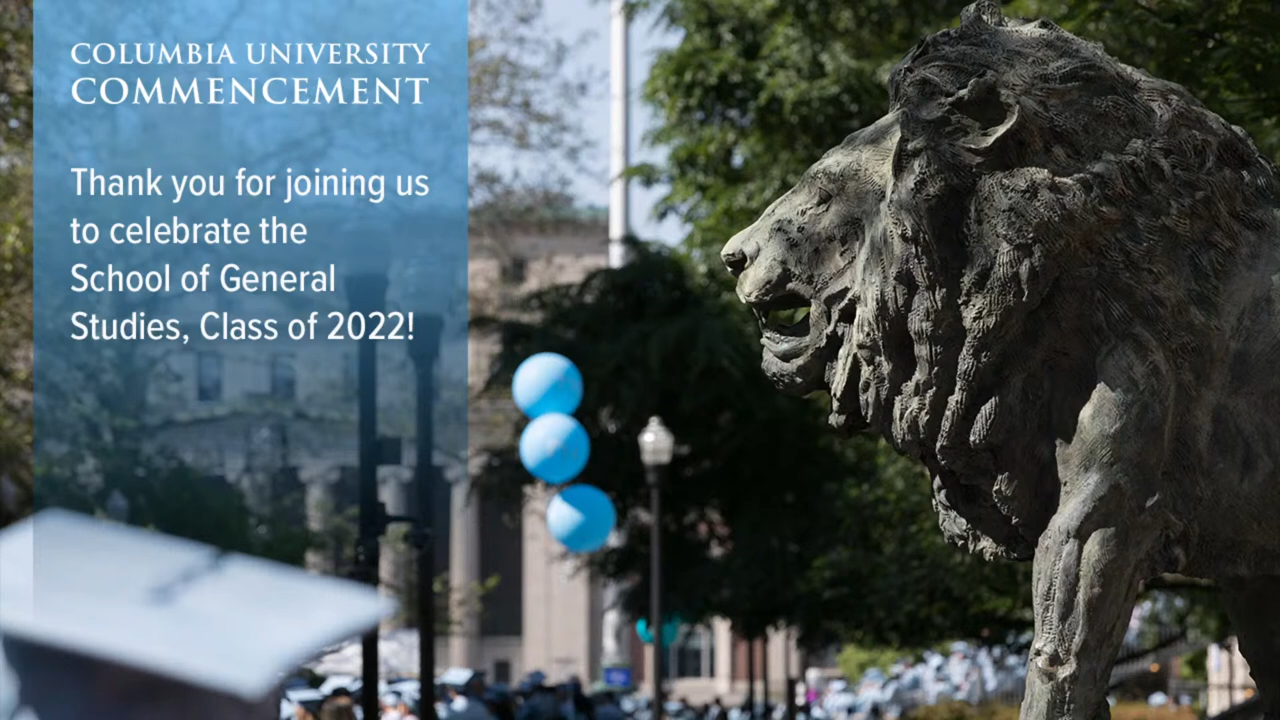 COLUMBIA UNIVERSITY
COMMENCEMENT
Thank you for joining us
to celebrate the
School of General
Studies, Class of 2022!